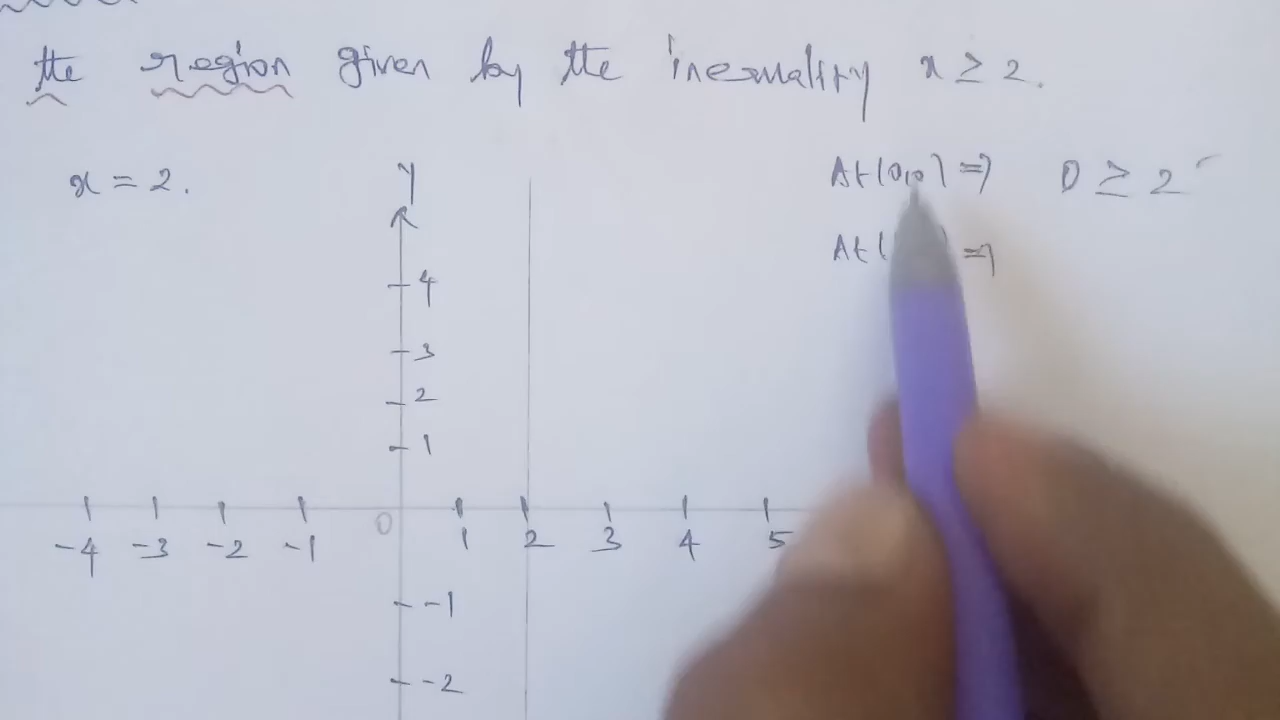 the region given by the inequality x ≥ 2.
x = 2.
At (0,0) ⇒ 0 ≥ 2
At ( ) ⇒
Y
4
3
2
1
0
-4 -3 -2 -1 1 2 3 4 5
-1
-2